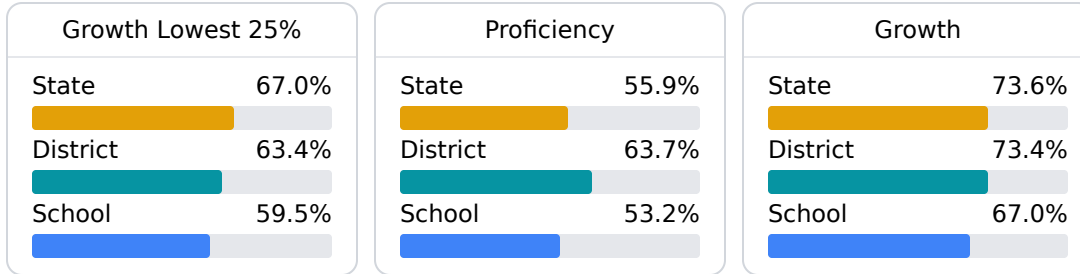 Growth Lowest 25%
State 67.0%
District 63.4%
School 59.5%
Proficiency
State 55.9%
District 63.7%
School 53.2%
Growth
State 73.6%
District 73.4%
School 67.0%